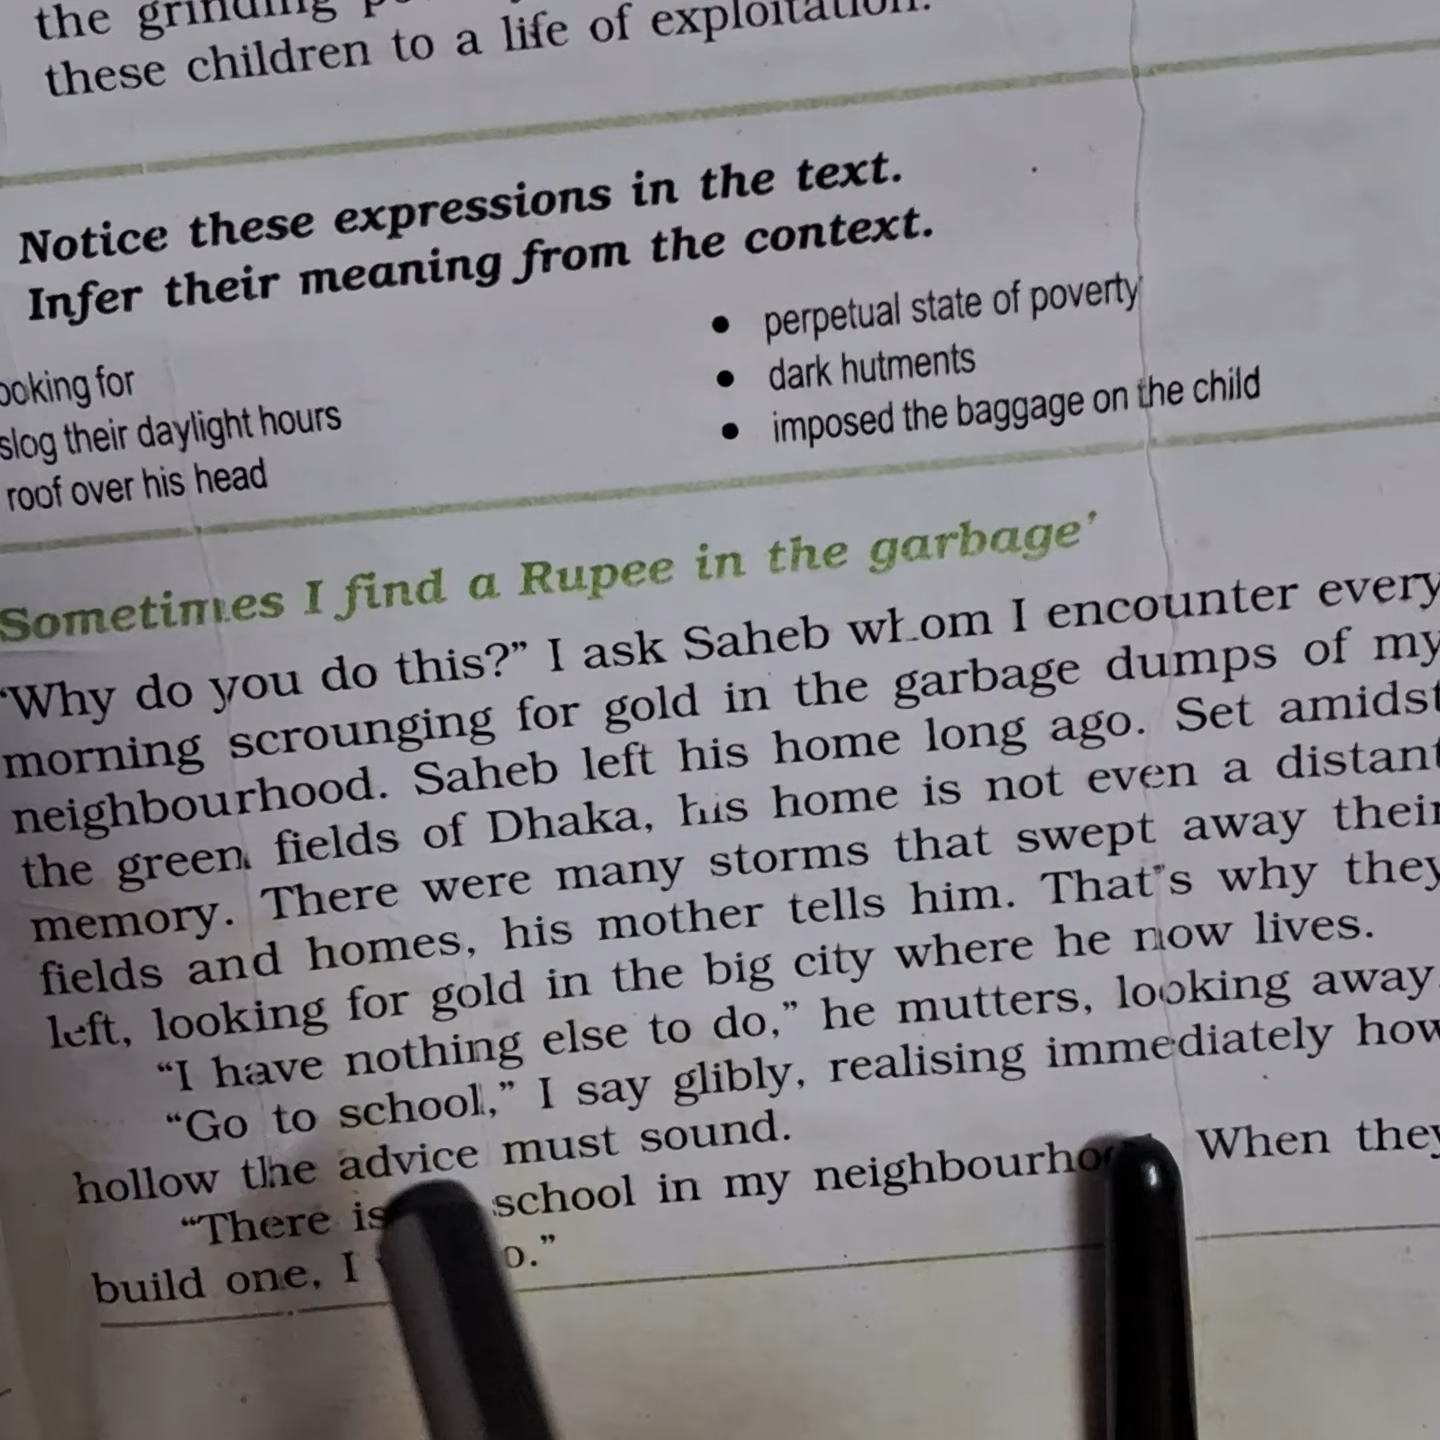 the grinding
these children to a life of exploitation.
Notice these expressions in the text.
Infer their meaning from the context.
ooking for
slog their daylight hours
roof over his head
• perpetual state of poverty
• dark hutments
• imposed the baggage on the child
Sometimes I find a Rupee in the garbage’
“Why do you do this?” I ask Saheb whom I encounter every
morning scrounging for gold in the garbage dumps of my
neighbourhood. Saheb left his home long ago. Set amidst
the green fields of Dhaka, his home is not even a distant
memory. There were many storms that swept away their
fields and homes, his mother tells him. That’s why they
left, looking for gold in the big city where he now lives.
“I have nothing else to do,” he mutters, looking away.
“Go to school,” I say glibly, realising immediately how
hollow the advice must sound.
“There is school in my When they
build one, I